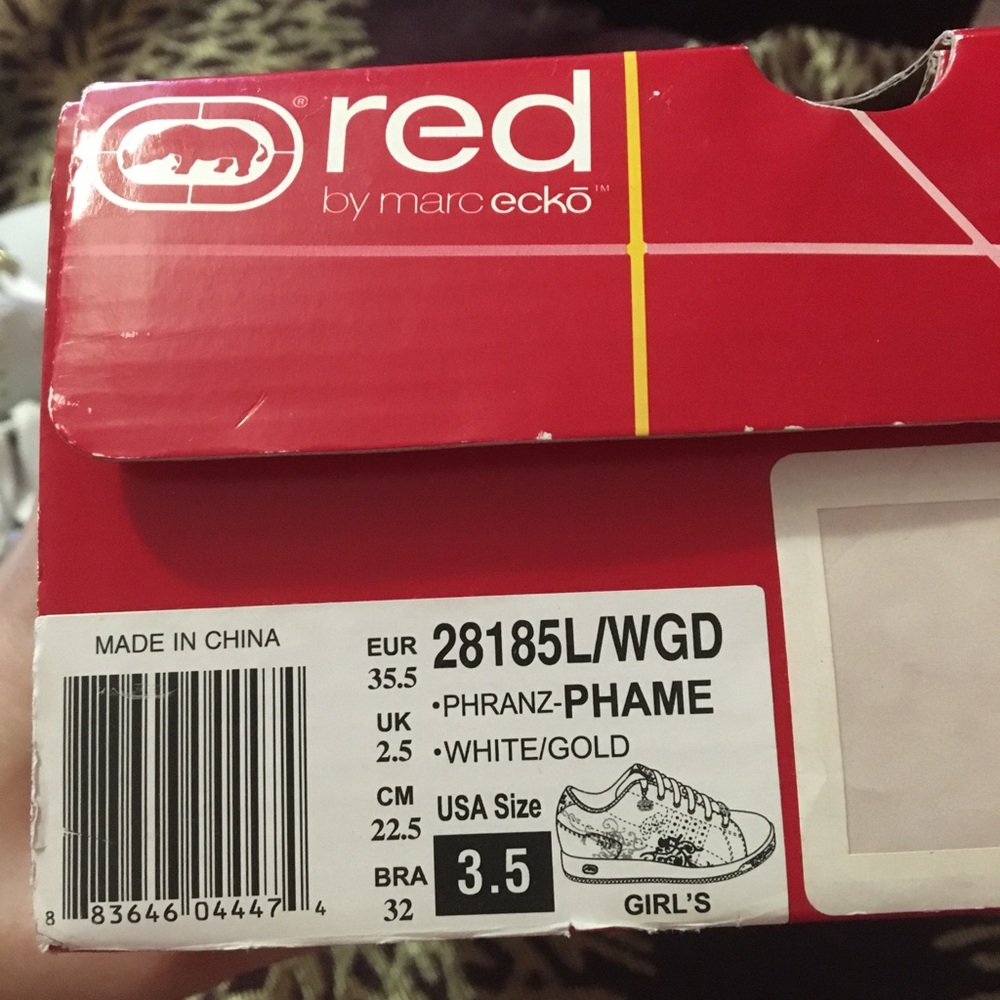 ®
red
by marc eckō™
MADE IN CHINA
8 83646 04447 4
EUR
35.5
UK
2.5
CM
22.5
BRA
32
28185L/WGD
•PHRANZ-PHAME
•WHITE/GOLD
USA Size
3.5
GIRL'S